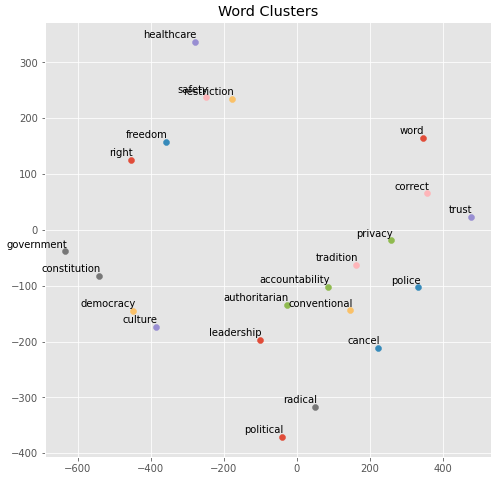 Word Clusters
healthcare
safety
restriction
freedom
word
right
correct
trust
privacy
government
tradition
constitution
accountability
police
authoritarian
conventional
democracy
culture
leadership
cancel
radical
political
300
200
100
0
−100
−200
−300
−400
−600 −400 −200 0 200 400